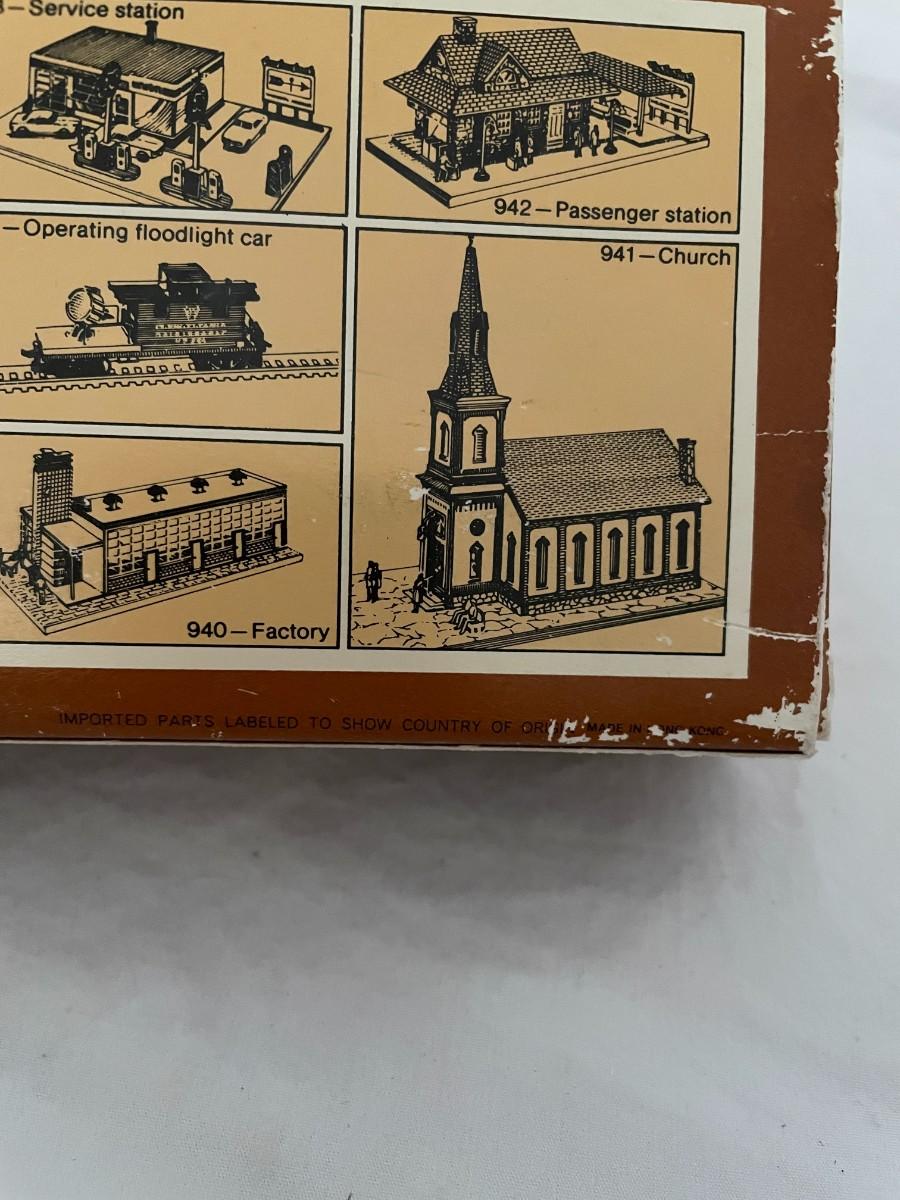 —Service station
942—Passenger station
—Operating floodlight car
941—Church
940—Factory
IMPORTED PARTS LABELED TO SHOW COUNTRY OF MADE IN KONG